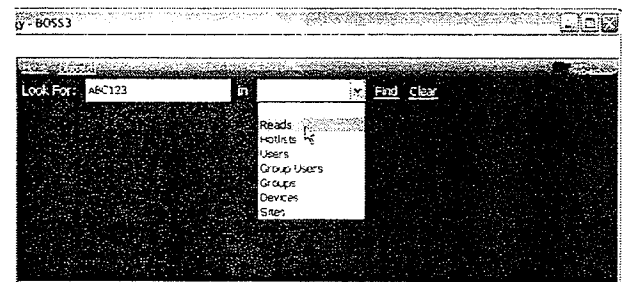 y - BOSS3
Look For: ABC123 in Find Clear
Reads
Hotlists
Users
Group Users
Groups
Devices
Sites